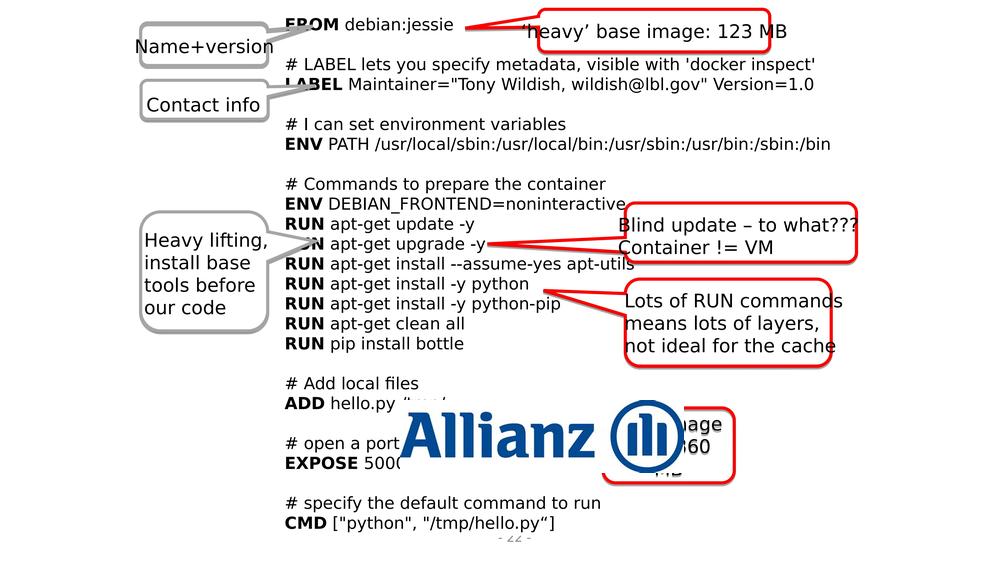 FROM debian:jessie
'heavy' base image: 123 MB
Name+version
# LABEL lets you specify metadata, visible with 'docker inspect'
LABEL Maintainer="Tony Wildish, wildish@lbl.gov" Version=1.0
Contact info
# I can set environment variables
ENV PATH /usr/local/sbin:/usr/local/bin:/usr/sbin:/usr/bin:/sbin:/bin
# Commands to prepare the container
ENV DEBIAN_FRONTEND=noninteractive
RUN apt-get update -y
RUN apt-get upgrade -y
RUN apt-get install --assume-yes apt-utils
RUN apt-get install -y python
RUN apt-get install -y python-pip
RUN apt-get clean all
RUN pip install bottle
Heavy lifting,
install base
tools before
our code
Blind update – to what???
Container != VM
Lots of RUN commands
means lots of layers,
not ideal for the cache
# Add local files
ADD hello.py
Allianz
# open a port
EXPOSE 5000
# specify the default command to run
CMD ["python", "/tmp/hello.py“]
- 22 -